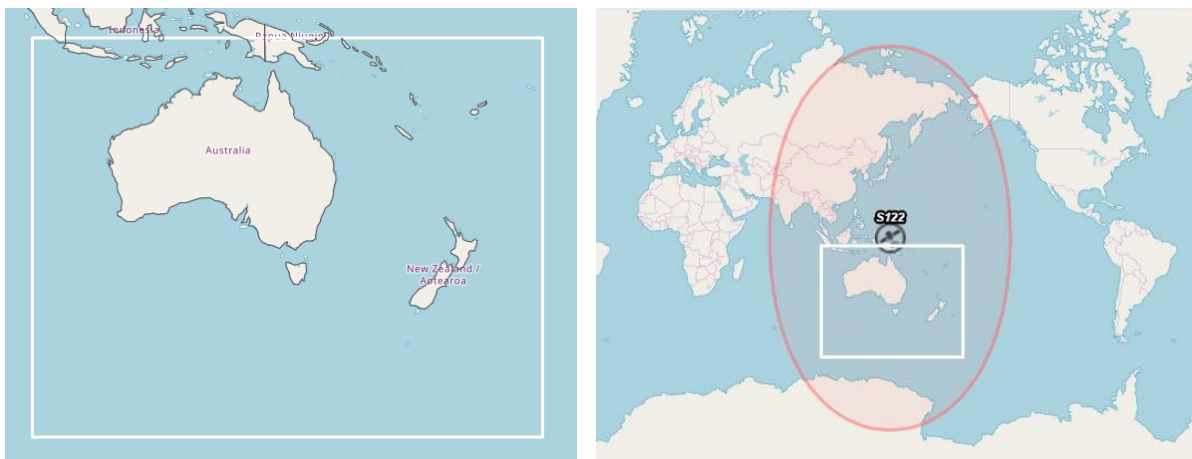 Indonesia
Papua Niugini
Australia
New Zealand /
Aotearoa
S122